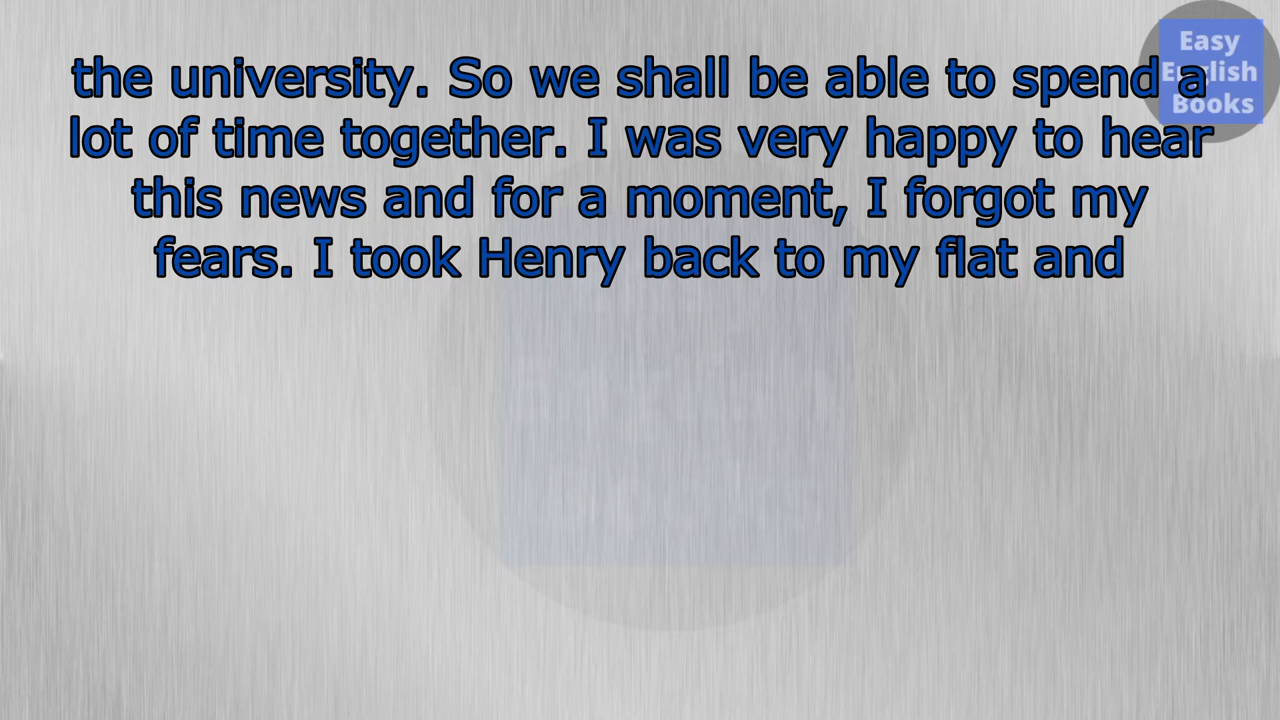 the university. So we shall be able to spend a
lot of time together. I was very happy to hear
this news and for a moment, I forgot my
fears. I took Henry back to my flat and
Easy
English
Books